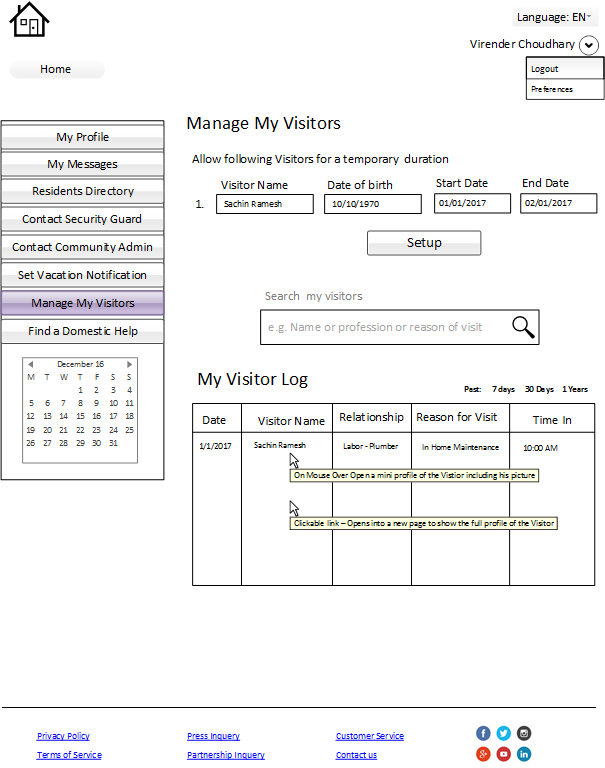 Language: EN
Virender Choudhary
Home
Logout
Preferences
My Profile
My Messages
Residents Directory
Contact Security Guard
Contact Community Admin
Set Vacation Notification
Manage My Visitors
Find a Domestic Help
December 16
M T W T F S S
1 2 3 4
5 6 7 8 9 10 11
12 13 14 15 16 17 18
19 20 21 22 23 24 25
26 27 28 29 30 31
Manage My Visitors
Allow following Visitors for a temporary duration
Visitor Name Date of birth Start Date End Date
1. Sachin Ramesh 10/10/1970 01/01/2017 02/01/2017
Setup
Search my visitors
e.g. Name or profession or reason of visit
My Visitor Log
Past: 7 days 30 Days 1 Years
Date Visitor Name Relationship Reason for Visit Time In
1/1/2017 Sachin Ramesh Labor - Plumber In Home Maintenance 10:00 AM
On Mouse Over Open a mini profile of the Vistior including his picture
Clickable link – Opens into a new page to show the full profile of the Visitor
Privacy Policy Press Inquery Customer Service
Terms of Service Partnership Inquery Contact us